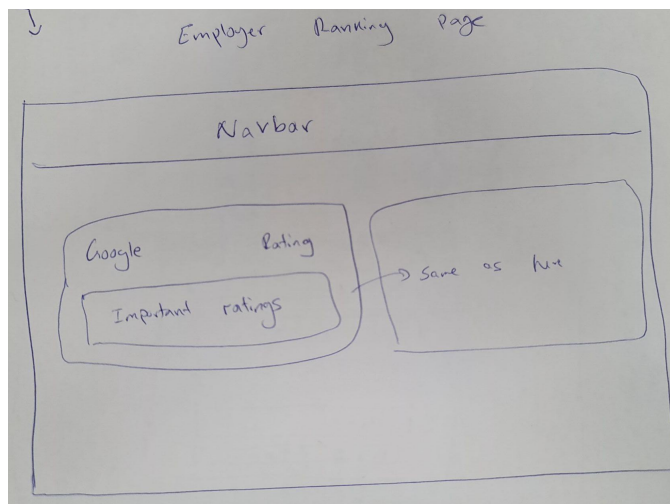 Employer Ranking Page
Navbar
Google Rating
Important ratings
Same as here